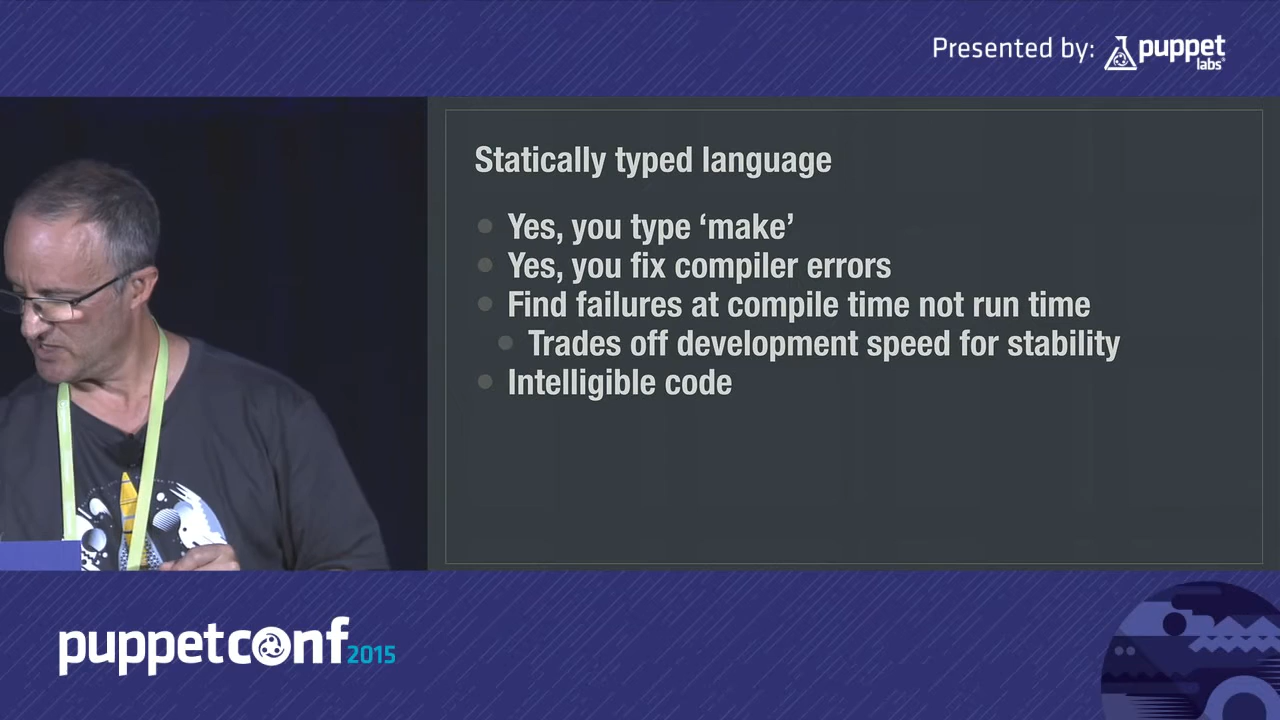 Presented by: puppet labs
Statically typed language
Yes, you type ‘make’
Yes, you fix compiler errors
Find failures at compile time not run time
Trades off development speed for stability
Intelligible code
puppetconf 2015